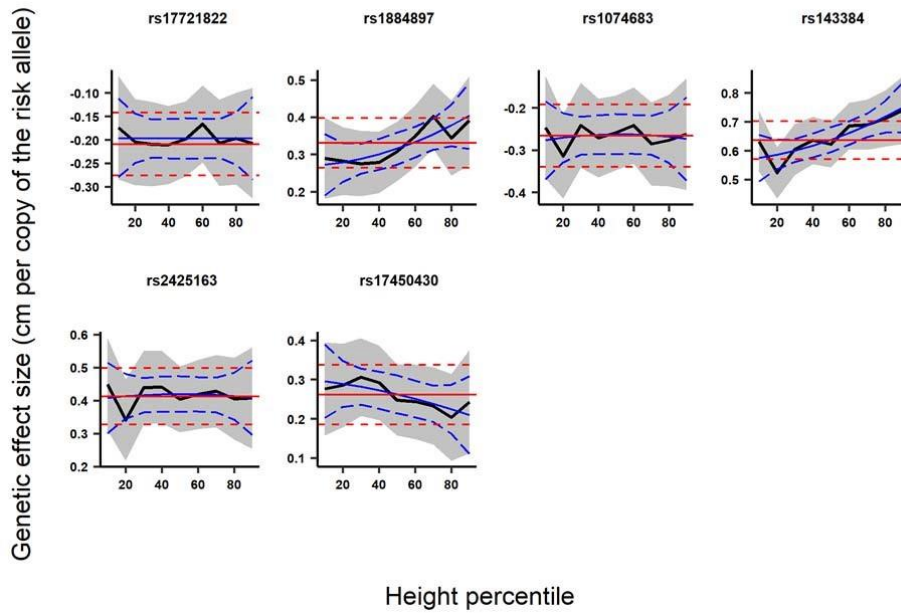 Genetic effect size (cm per copy of the risk allele)
rs17721822
-0.10
-0.15
-0.20
-0.25
-0.30
20 40 60 80
rs1884897
0.5
0.4
0.3
0.2
20 40 60 80
rs1074683
-0.2
-0.3
-0.4
20 40 60 80
rs143384
0.8
0.7
0.6
0.5
20 40 60 80
rs2425163
0.6
0.5
0.4
0.3
0.2
20 40 60 80
rs17450430
0.4
0.3
0.2
0.1
20 40 60 80
Height percentile